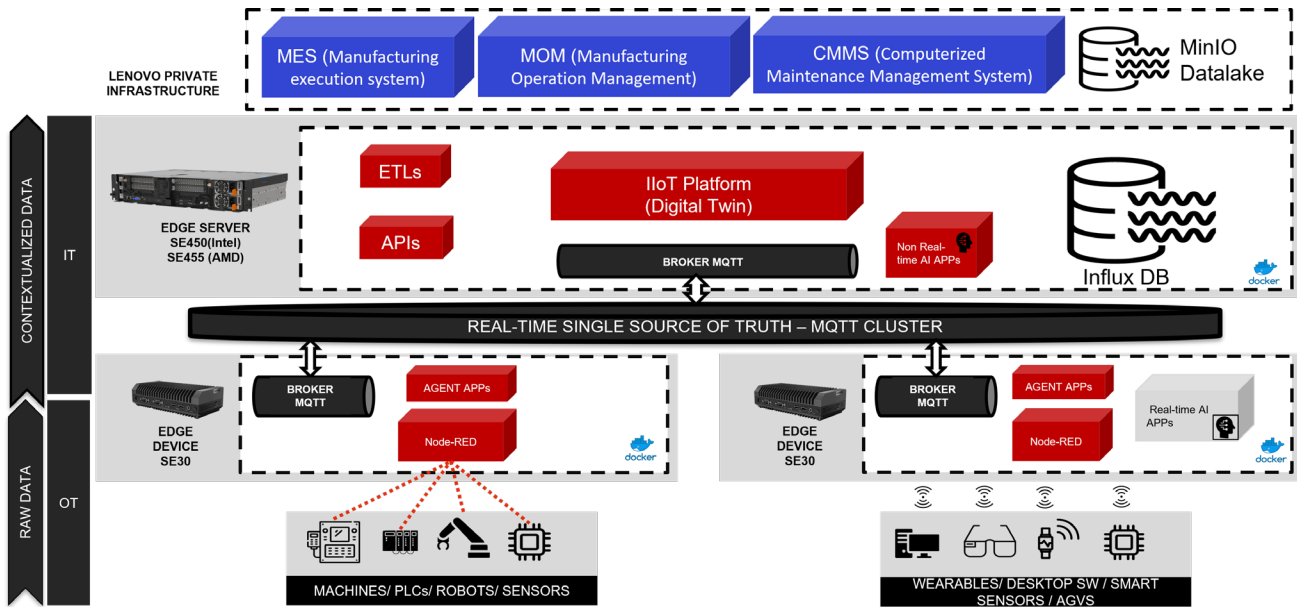 LENOVO PRIVATE
INFRASTRUCTURE
MES (Manufacturing
execution system)
MOM (Manufacturing
Operation Management)
CMMS (Computerized
Maintenance Management System)
MinIO
Datalake
CONTEXTUALIZED DATA
IT
EDGE SERVER
SE450(Intel)
SE455 (AMD)
ETLs
APIs
IIoT Platform
(Digital Twin)
BROKER MQTT
Non Real-
time AI APPs
Influx DB
docker
REAL-TIME SINGLE SOURCE OF TRUTH – MQTT CLUSTER
RAW DATA
OT
EDGE
DEVICE
SE30
BROKER
MQTT
AGENT APPs
Node-RED
docker
EDGE
DEVICE
SE30
BROKER
MQTT
AGENT APPs
Node-RED
Real-time AI
APPs
docker
MACHINES/ PLCs/ ROBOTS/ SENSORS
WEARABLES/ DESKTOP SW / SMART
SENSORS / AGVS